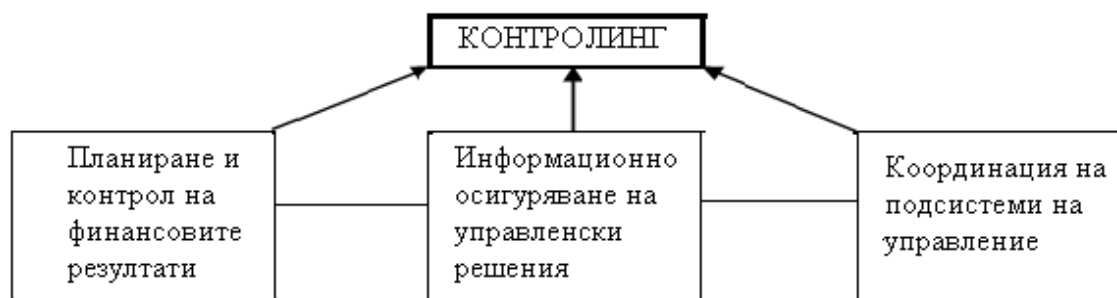 КОНТРОЛИНГ
Планиране и
контрол на
финансовите
резултати
Информационно
осигуряване на
управленски
решения
Координация на
подсистеми на
управление